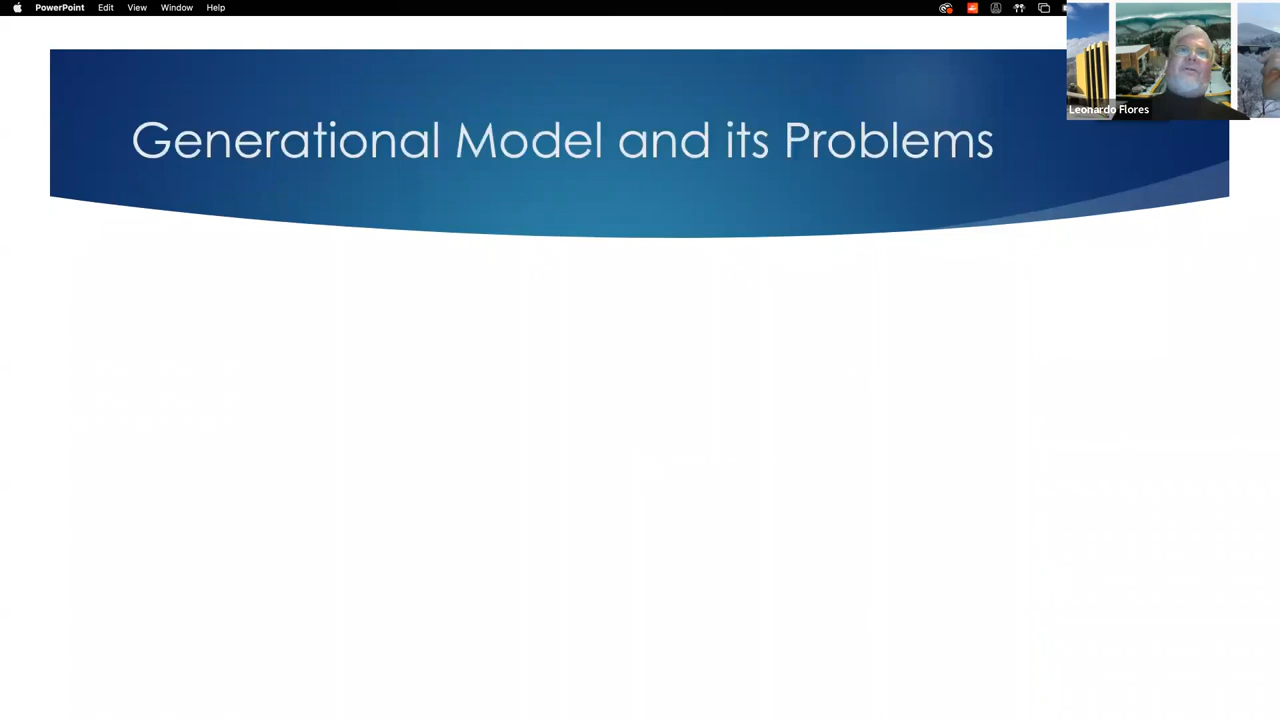 PowerPoint Edit View Window Help
Leonardo Flores
Generational Model and its Problems